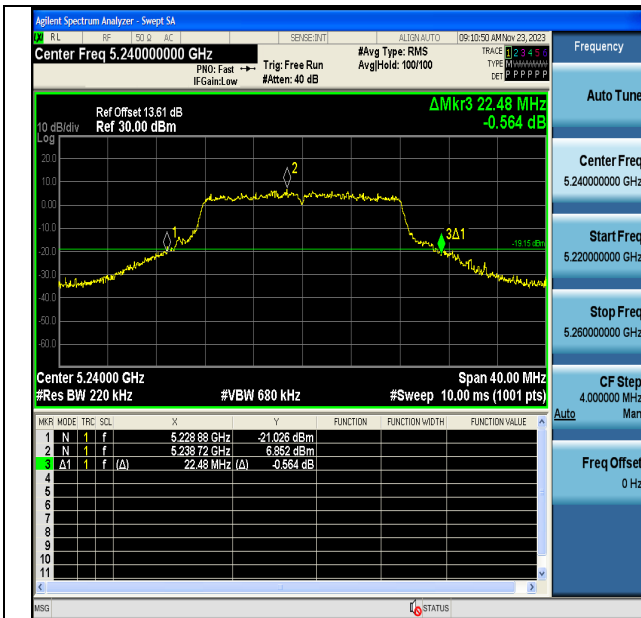 Agilent Spectrum Analyzer - Swept SA
RL RF 50 Ω AC SENSE:INT ALIGN AUTO 09:10:50 AM Nov 23, 2023
Center Freq 5.240000000 GHz
PNO: Fast
IFGain:Low
Trig: Free Run
#Atten: 40 dB
#Avg Type: RMS
Avg|Hold: 100/100
TRACE 1 2 3 4 5 6
TYPE M
DET P P P P P P
Ref Offset 13.61 dB
10 dB/div Ref 30.00 dBm
Log
ΔMkr3 22.48 MHz
-0.564 dB
20.0
10.0
0.00
-10.0
-20.0
-30.0
-40.0
-50.0
-60.0
1
2
3Δ1
-19.15 dBm
Center 5.24000 GHz Span 40.00 MHz
#Res BW 220 kHz #VBW 680 kHz #Sweep 10.00 ms (1001 pts)
MKR MODE TRC SCL X Y FUNCTION FUNCTION WIDTH FUNCTION VALUE
1 N 1 f 5.228 88 GHz -21.026 dBm
2 N 1 f 5.238 72 GHz 6.852 dBm
3 Δ1 1 f (Δ) 22.48 MHz (Δ) -0.564 dB
4
5
6
7
8
9
10
11
MSG STATUS
Frequency
Auto Tune
Center Freq
5.240000000 GHz
Start Freq
5.220000000 GHz
Stop Freq
5.260000000 GHz
CF Step
4.000000 MHz
Auto Man
Freq Offset
0 Hz